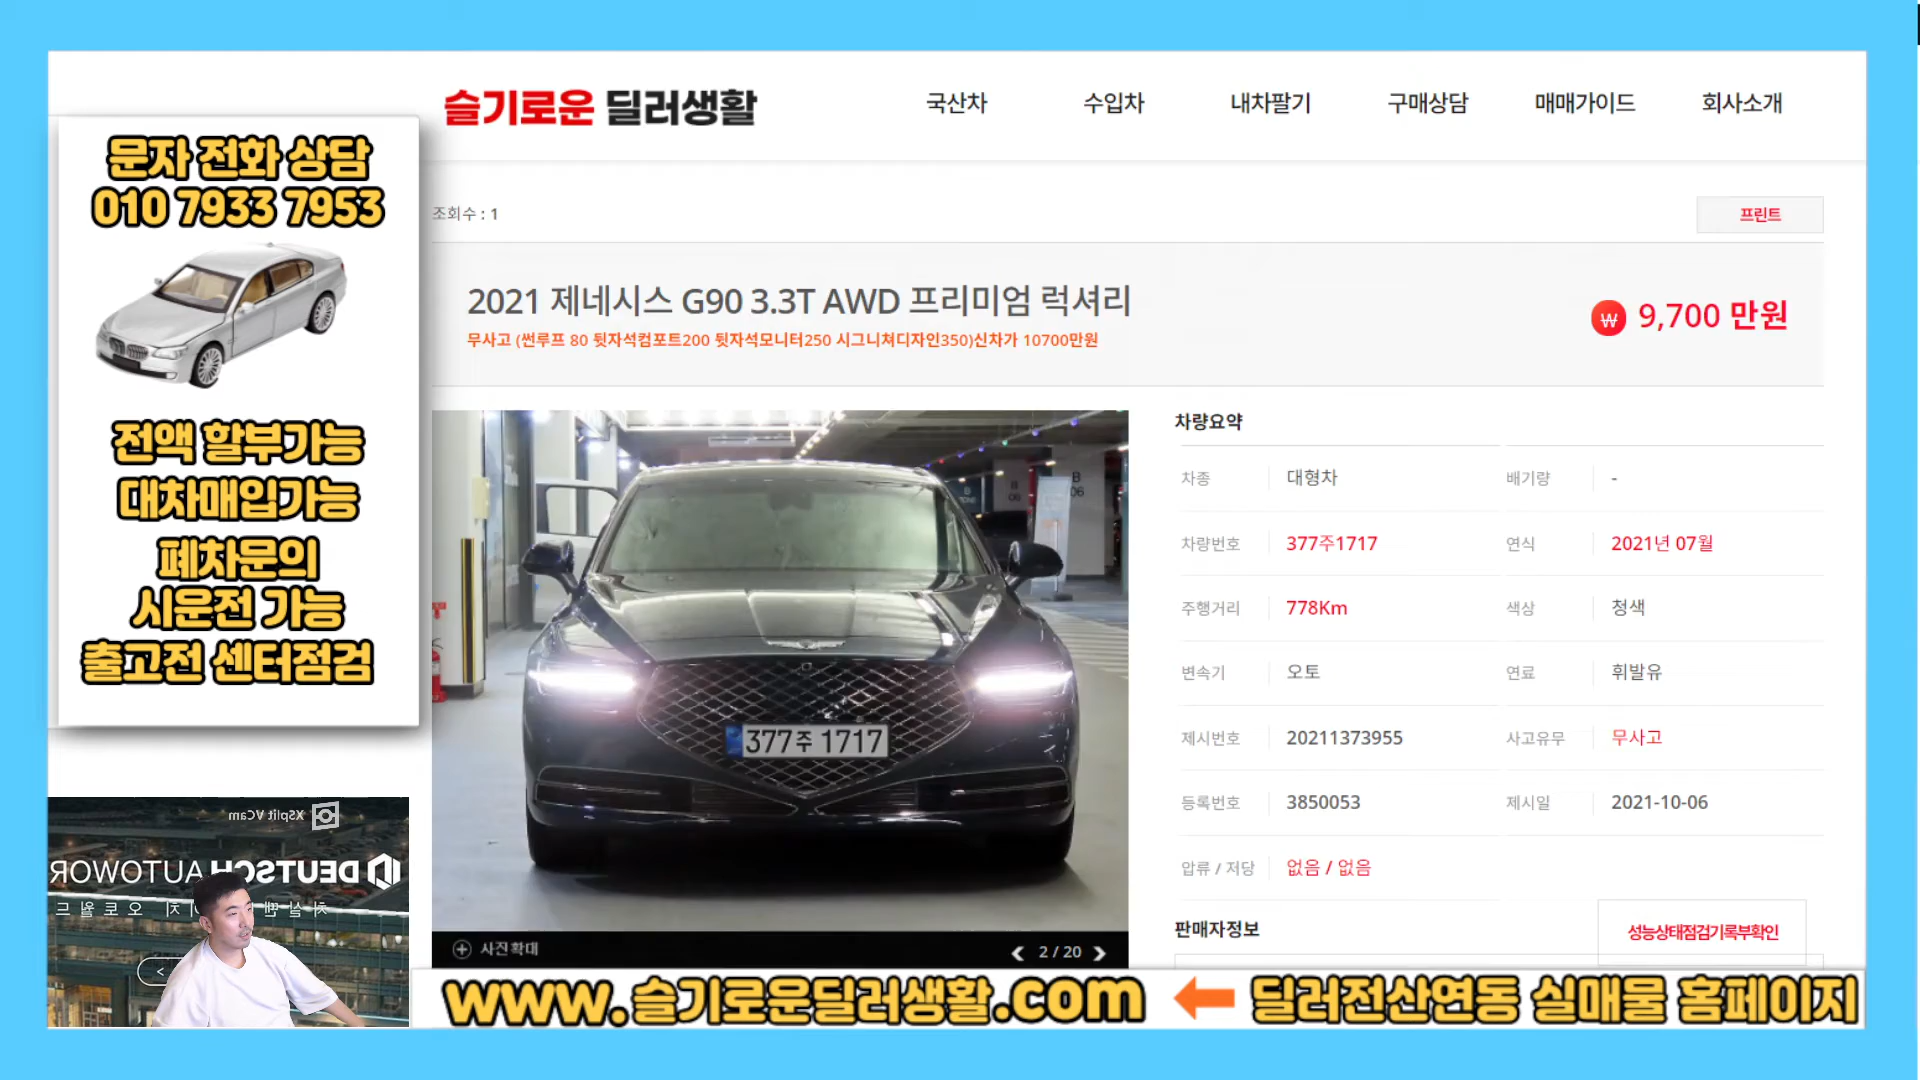 슬기로운 딜러생활
국산차 수입차 내차팔기 구매상담 매매가이드 회사소개
문자 전화 상담
010 7933 7953
전액 할부가능
대차매입가능
폐차문의
시운전 가능
출고전 센터점검
조회수 : 1
프린트
2021 제네시스 G90 3.3T AWD 프리미엄 럭셔리
무사고 (썬루프 80 뒷자석컴포트200 뒷자석모니터250 시그니쳐디자인350)신차가 10700만원
₩ 9,700 만원
377주 1717
사진확대
2 / 20
차량요약
차종 대형차 배기량 -
차량번호 377주1717 연식 2021년 07월
주행거리 778Km 색상 청색
변속기 오토 연료 휘발유
제시번호 20211373955 사고유무 무사고
등록번호 3850053 제시일 2021-10-06
압류 / 저당 없음 / 없음
판매자정보
성능상태점검기록부확인
XSplit VCam
DEUTSCH AUTOWOR
오토월드
www.슬기로운딜러생활.com ← 딜러전산연동 실매물 홈페이지